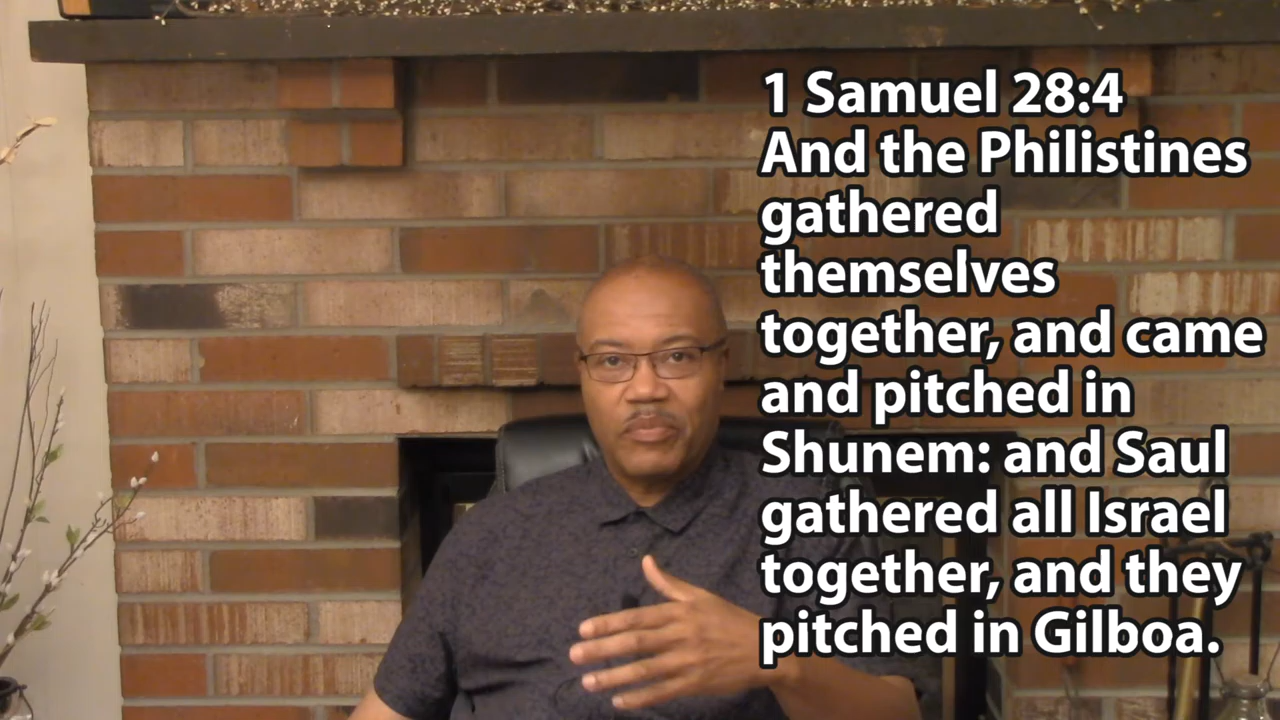 1 Samuel 28:4
And the Philistines
gathered
themselves
together, and came
and pitched in
Shunem: and Saul
gathered all Israel
together, and they
pitched in Gilboa.